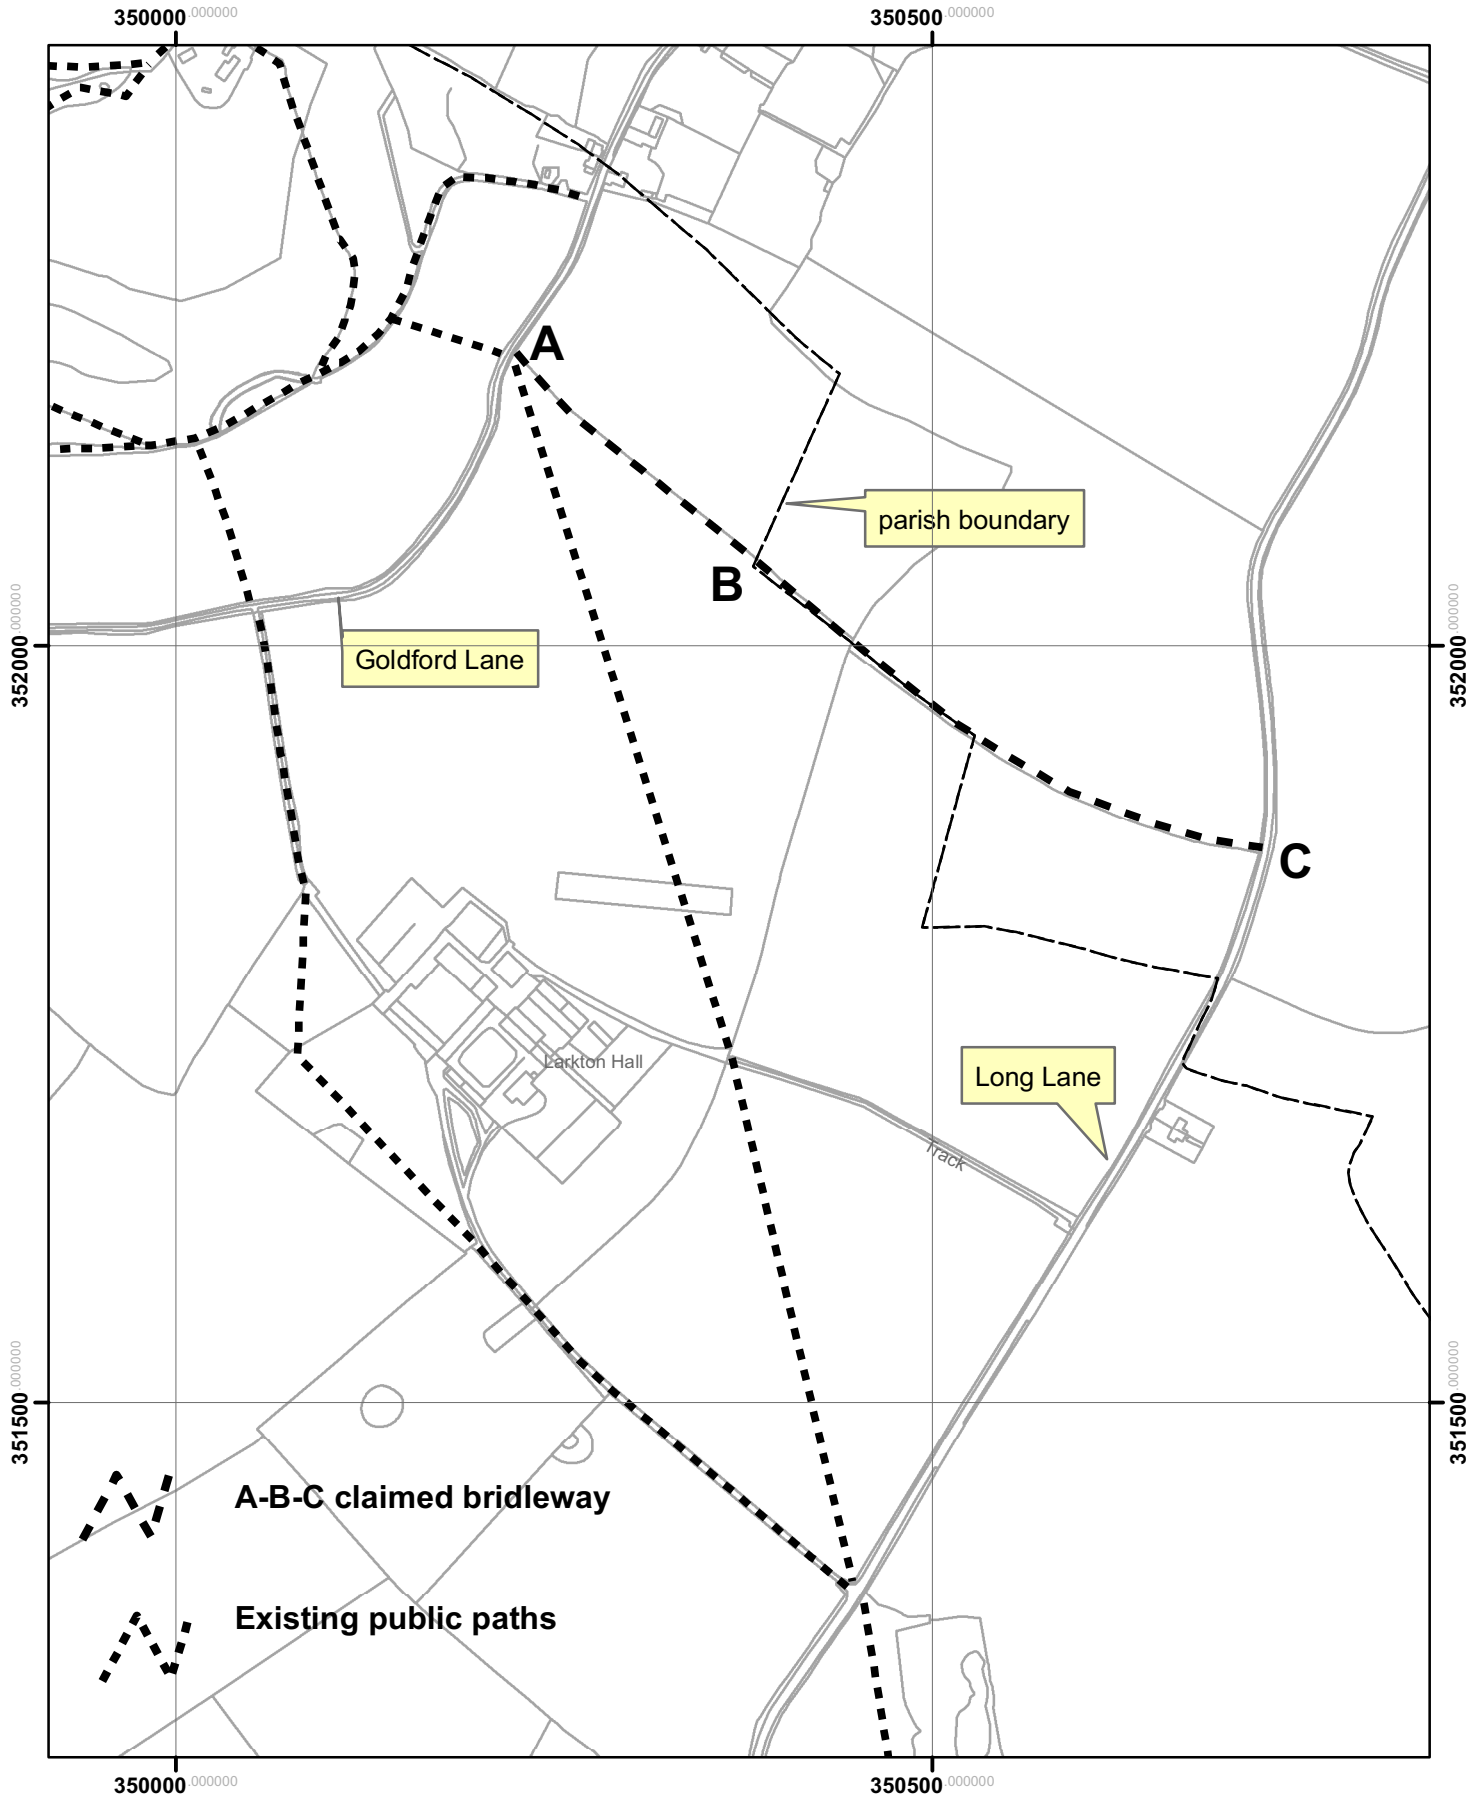 350000.000000 350500.000000
A
parish boundary
B
352000.000000 352000.000000
Goldford Lane
C
Larkton Hall
Long Lane
Track
351500.000000 351500.000000
A-B-C claimed bridleway
Existing public paths
350000.000000 350500.000000